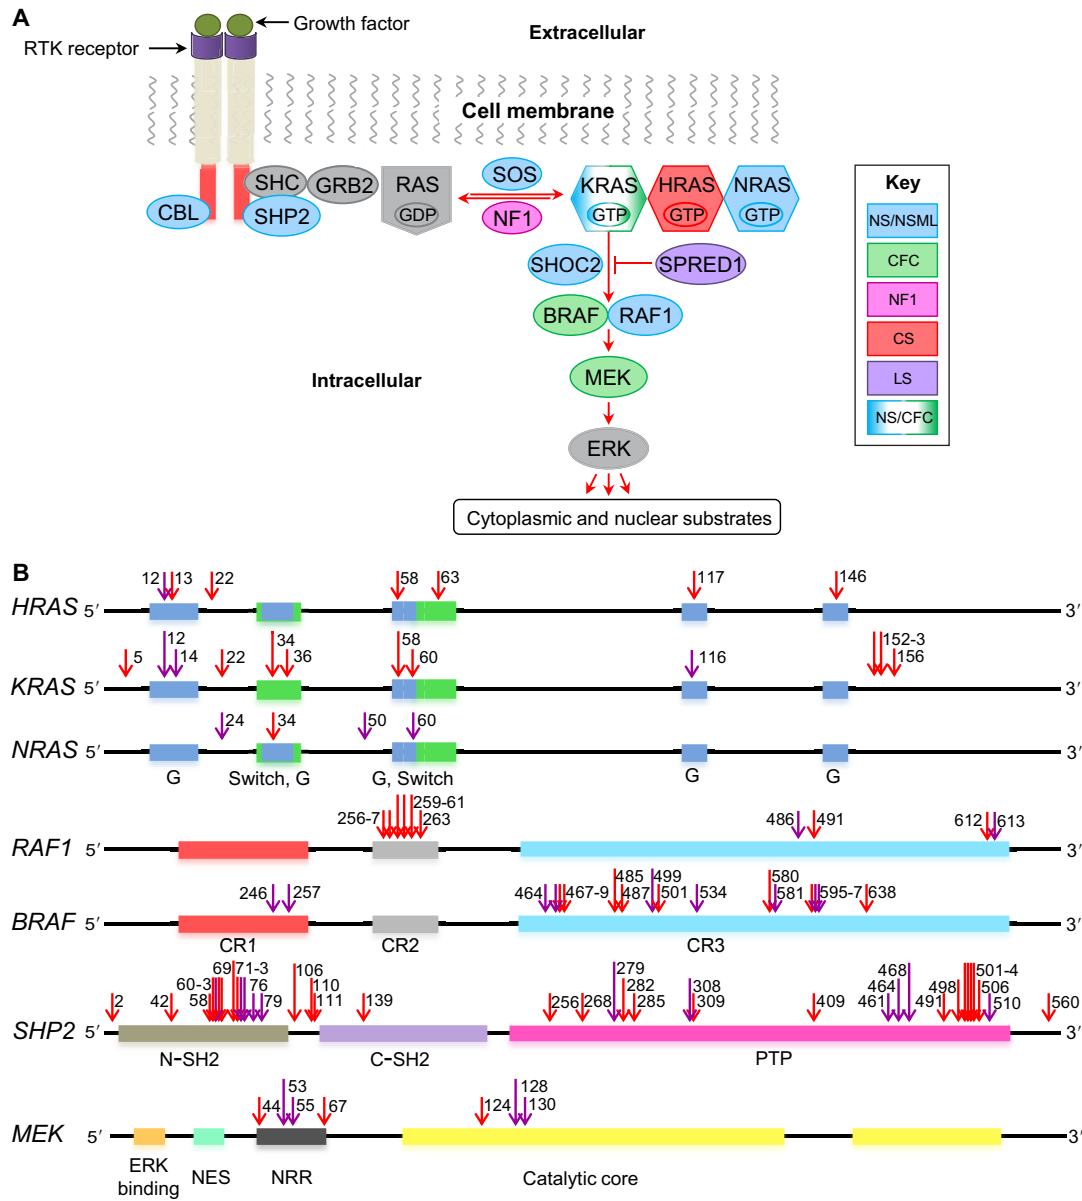 A
Growth factor
RTK receptor
Extracellular
Cell membrane
SHC
GRB2
RAS
GDP
SOS
NF1
KRAS
GTP
HRAS
GTP
NRAS
GTP
CBL
SHP2
SHOC2
SPRED1
BRAF
RAF1
Intracellular
MEK
ERK
Cytoplasmic and nuclear substrates
Key
NS/NSML
CFC
NF1
CS
LS
NS/CFC
B
12 13 22 58 63 117 146
HRAS 5′ 3′
5 12 14 22 34 36 58 60 116 152-3 156
KRAS 5′ 3′
24 34 50 60
NRAS 5′ 3′
G Switch, G G, Switch G G
256-7 259-61 263 486 491 612 613
RAF1 5′ 3′
246 257 464 467-9 485 487 499 501 534 580 581 595-7 638
BRAF 5′ 3′
CR1 CR2 CR3
2 42 58 60-3 69 71-3 76 79 106 110 111 139 256 268 279 282 285 308 309 409 461 464 468 491 498 501-4 506 510 560
SHP2 5′ 3′
N-SH2 C-SH2 PTP
44 53 55 67 124 128 130
MEK 5′ 3′
ERK
binding NES NRR Catalytic core